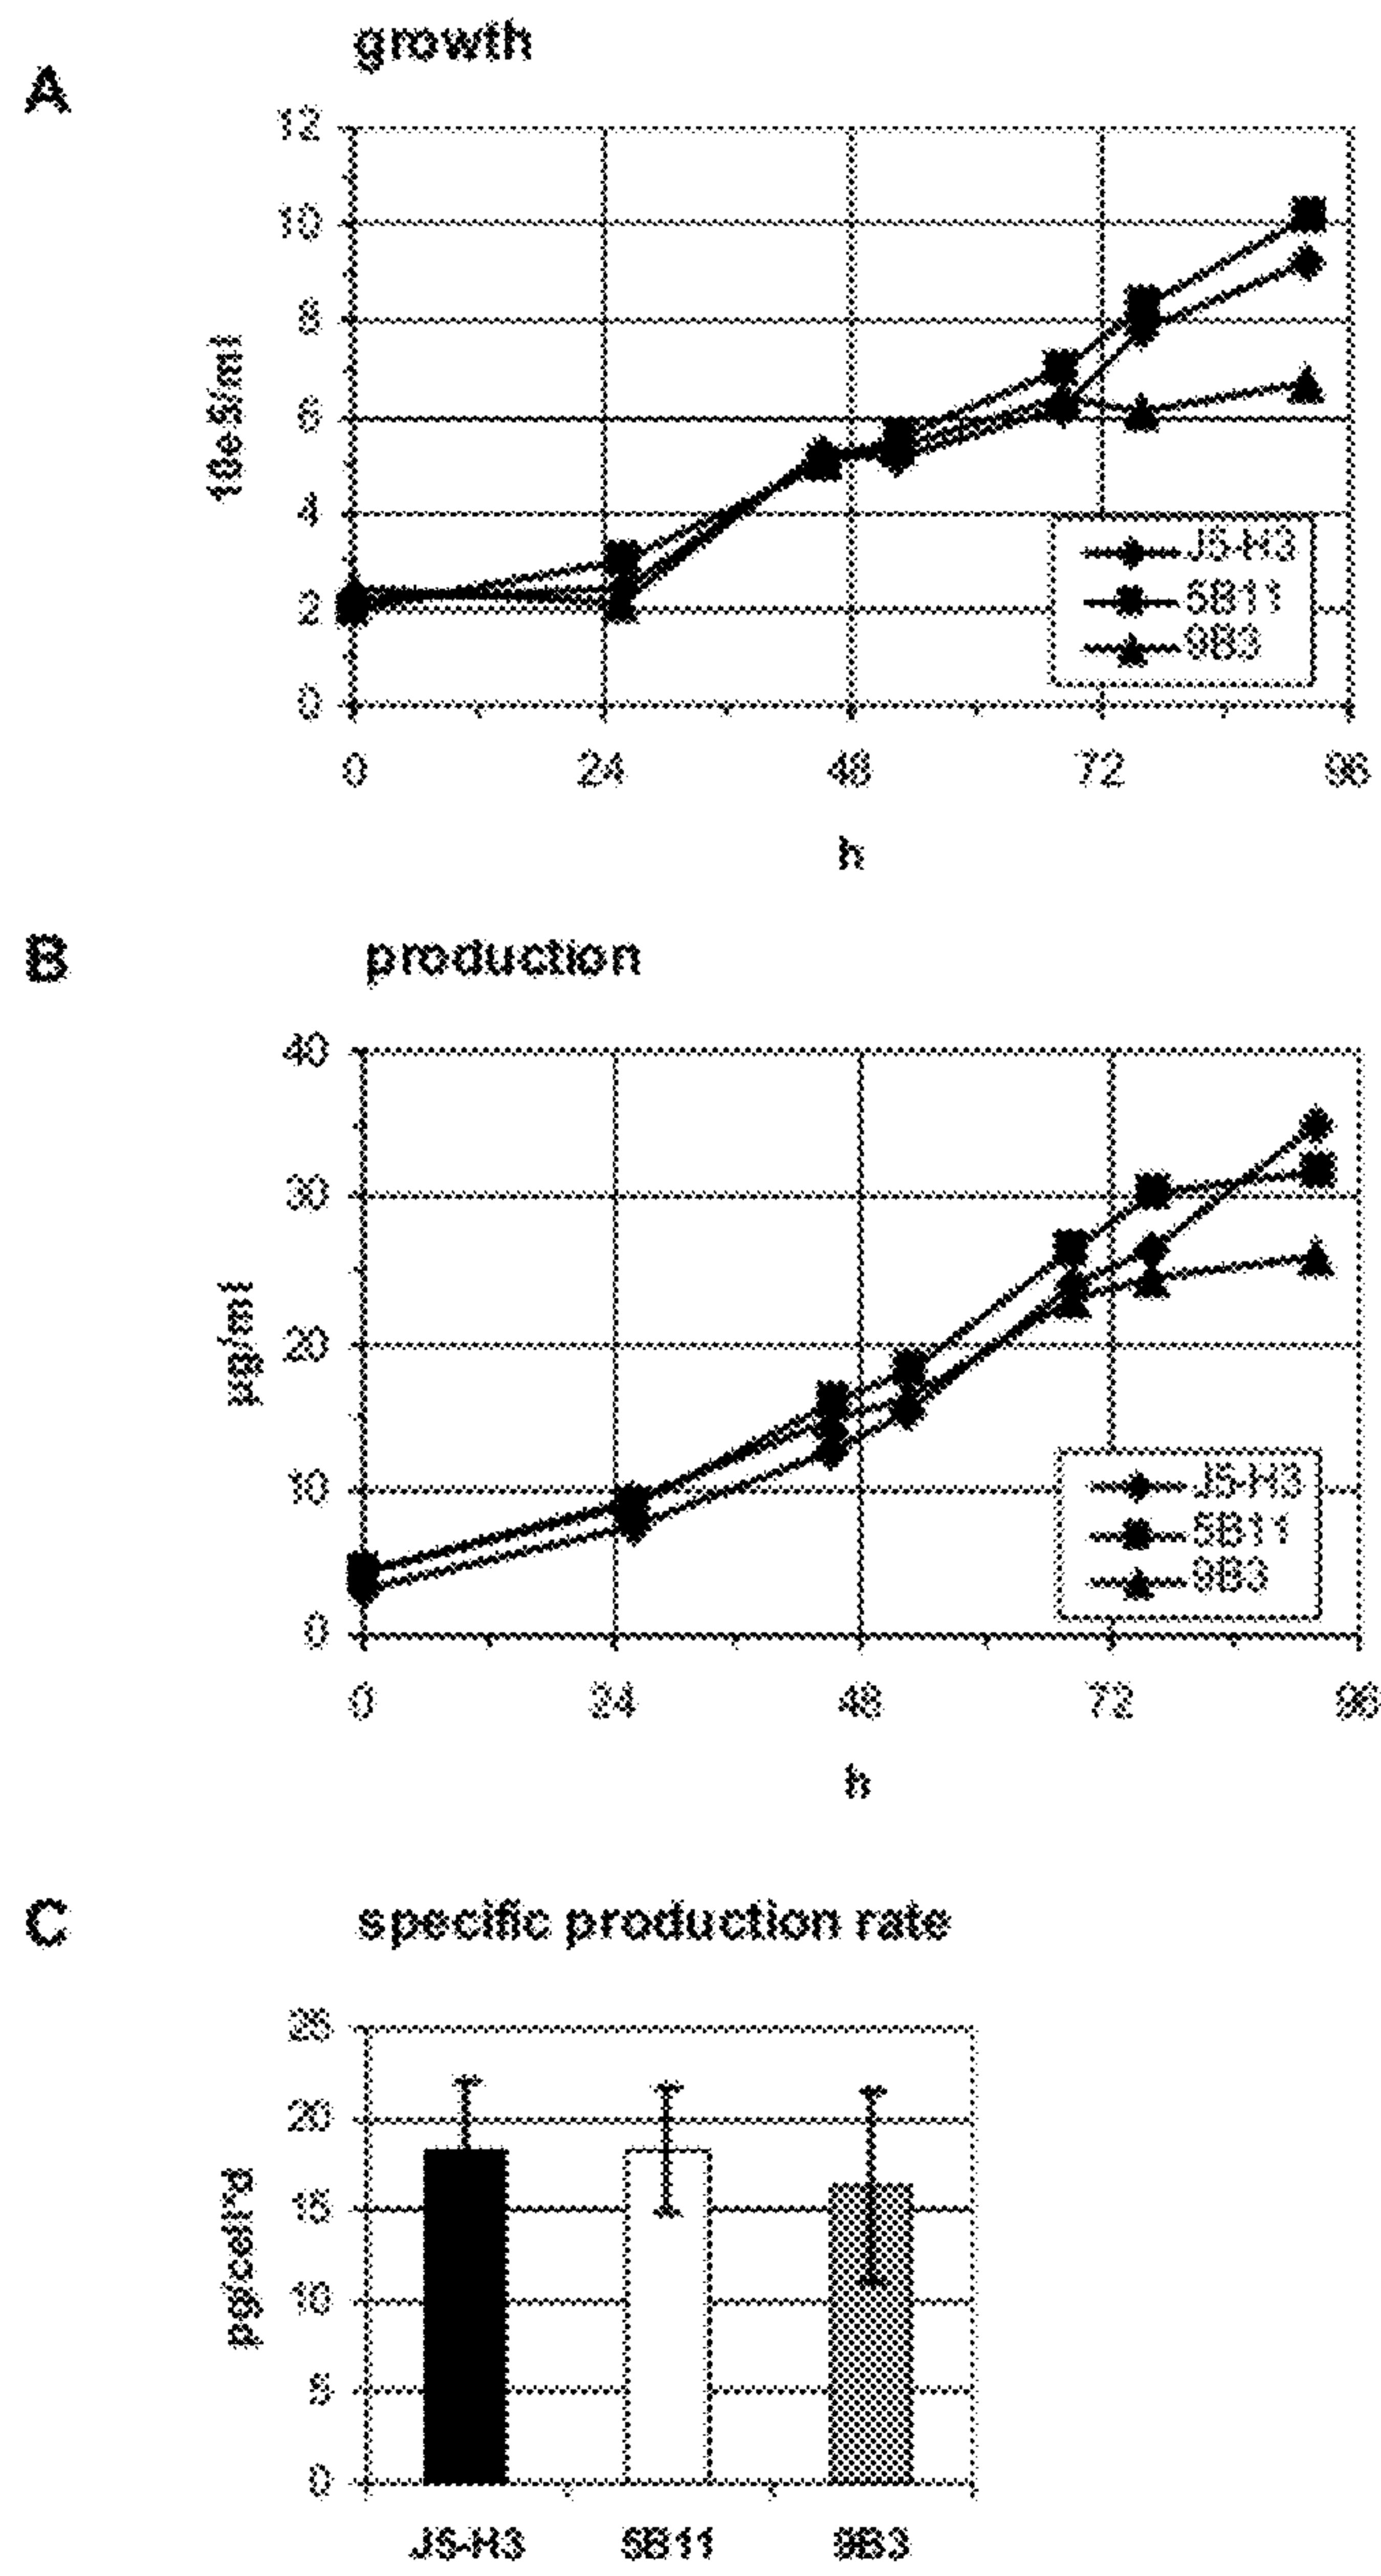 A
growth
12
10
8
6
4
2
0
10e5/ml
J5-H3
5B11
9B3
0 24 48 72 96
h
B
production
40
30
20
10
0
µg/ml
J5-H3
5B11
9B3
0 24 48 72 96
h
C
specific production rate
25
20
15
10
5
0
pg/cell*d
J5-H3 5B11 9B3